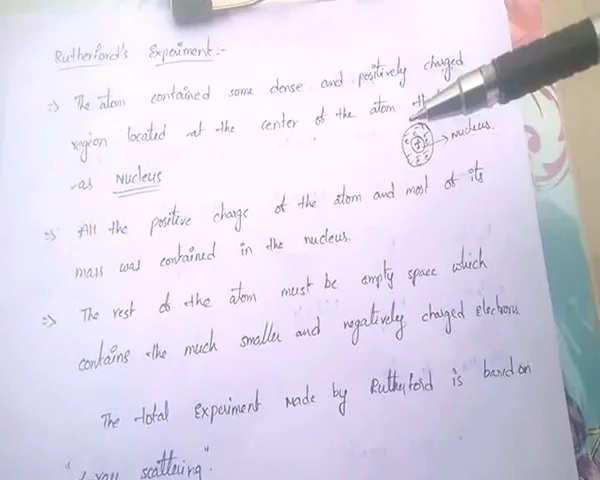 Rutherford's Expeiment:-
⇒ The atom contained some dense and positively charged
region located at the center of the atom
nucleus.
as Nucleus
⇒ All the positive charge of the atom and most of its
mass was contained in the nucleus.
⇒ The rest of the atom must be empty space which
contains the much smaller and negatively charged electrons
The total Experiment Made by Rutherford is based on
scattering".